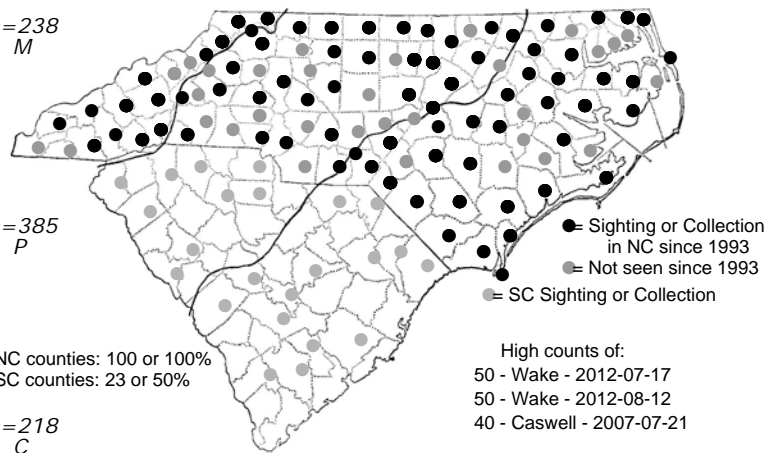 =238
M
=385
P
= Sighting or Collection
in NC since 1993
= Not seen since 1993
= SC Sighting or Collection
NC counties: 100 or 100%
SC counties: 23 or 50%
High counts of:
50 - Wake - 2012-07-17
50 - Wake - 2012-08-12
40 - Caswell - 2007-07-21
=218
C